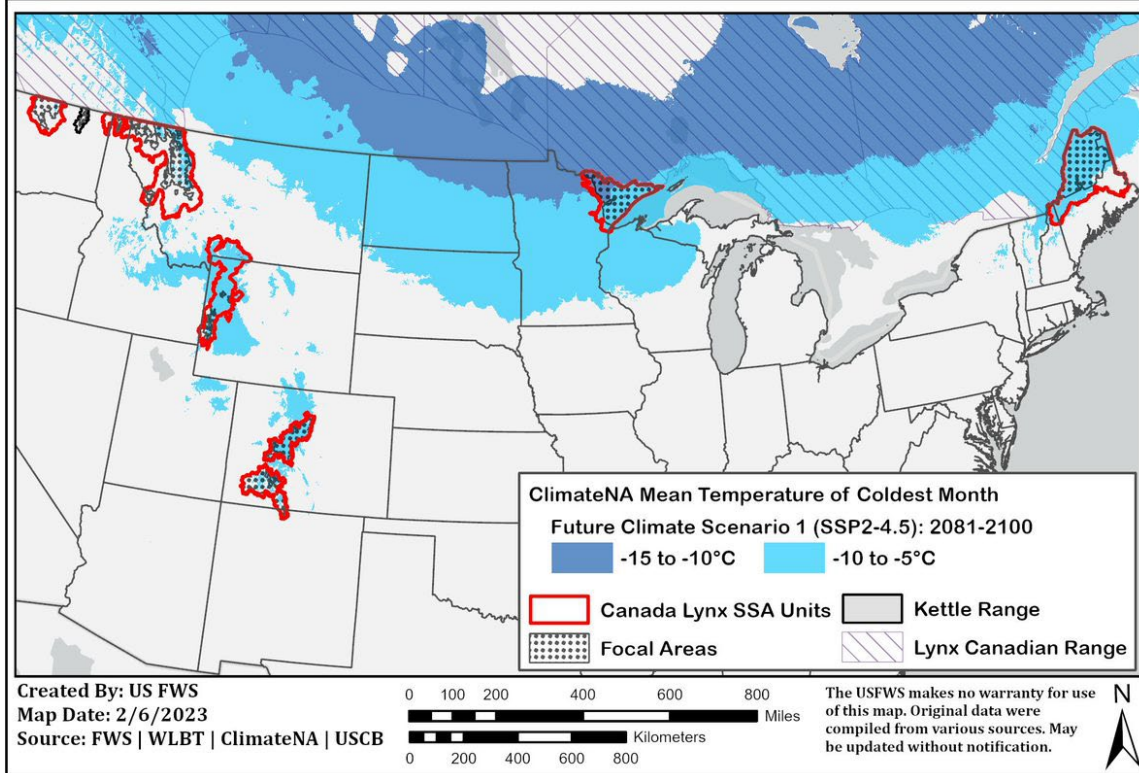 ClimateNA Mean Temperature of Coldest Month
Future Climate Scenario 1 (SSP2-4.5): 2081-2100
-15 to -10°C
-10 to -5°C
Canada Lynx SSA Units
Kettle Range
Focal Areas
Lynx Canadian Range
Created By: US FWS
Map Date: 2/6/2023
Source: FWS | WLBT | ClimateNA | USCB
0 100 200 400 600 800
Miles
Kilometers
0 200 400 600 800
The USFWS makes no warranty for use
of this map. Original data were
compiled from various sources. May
be updated without notification.
N